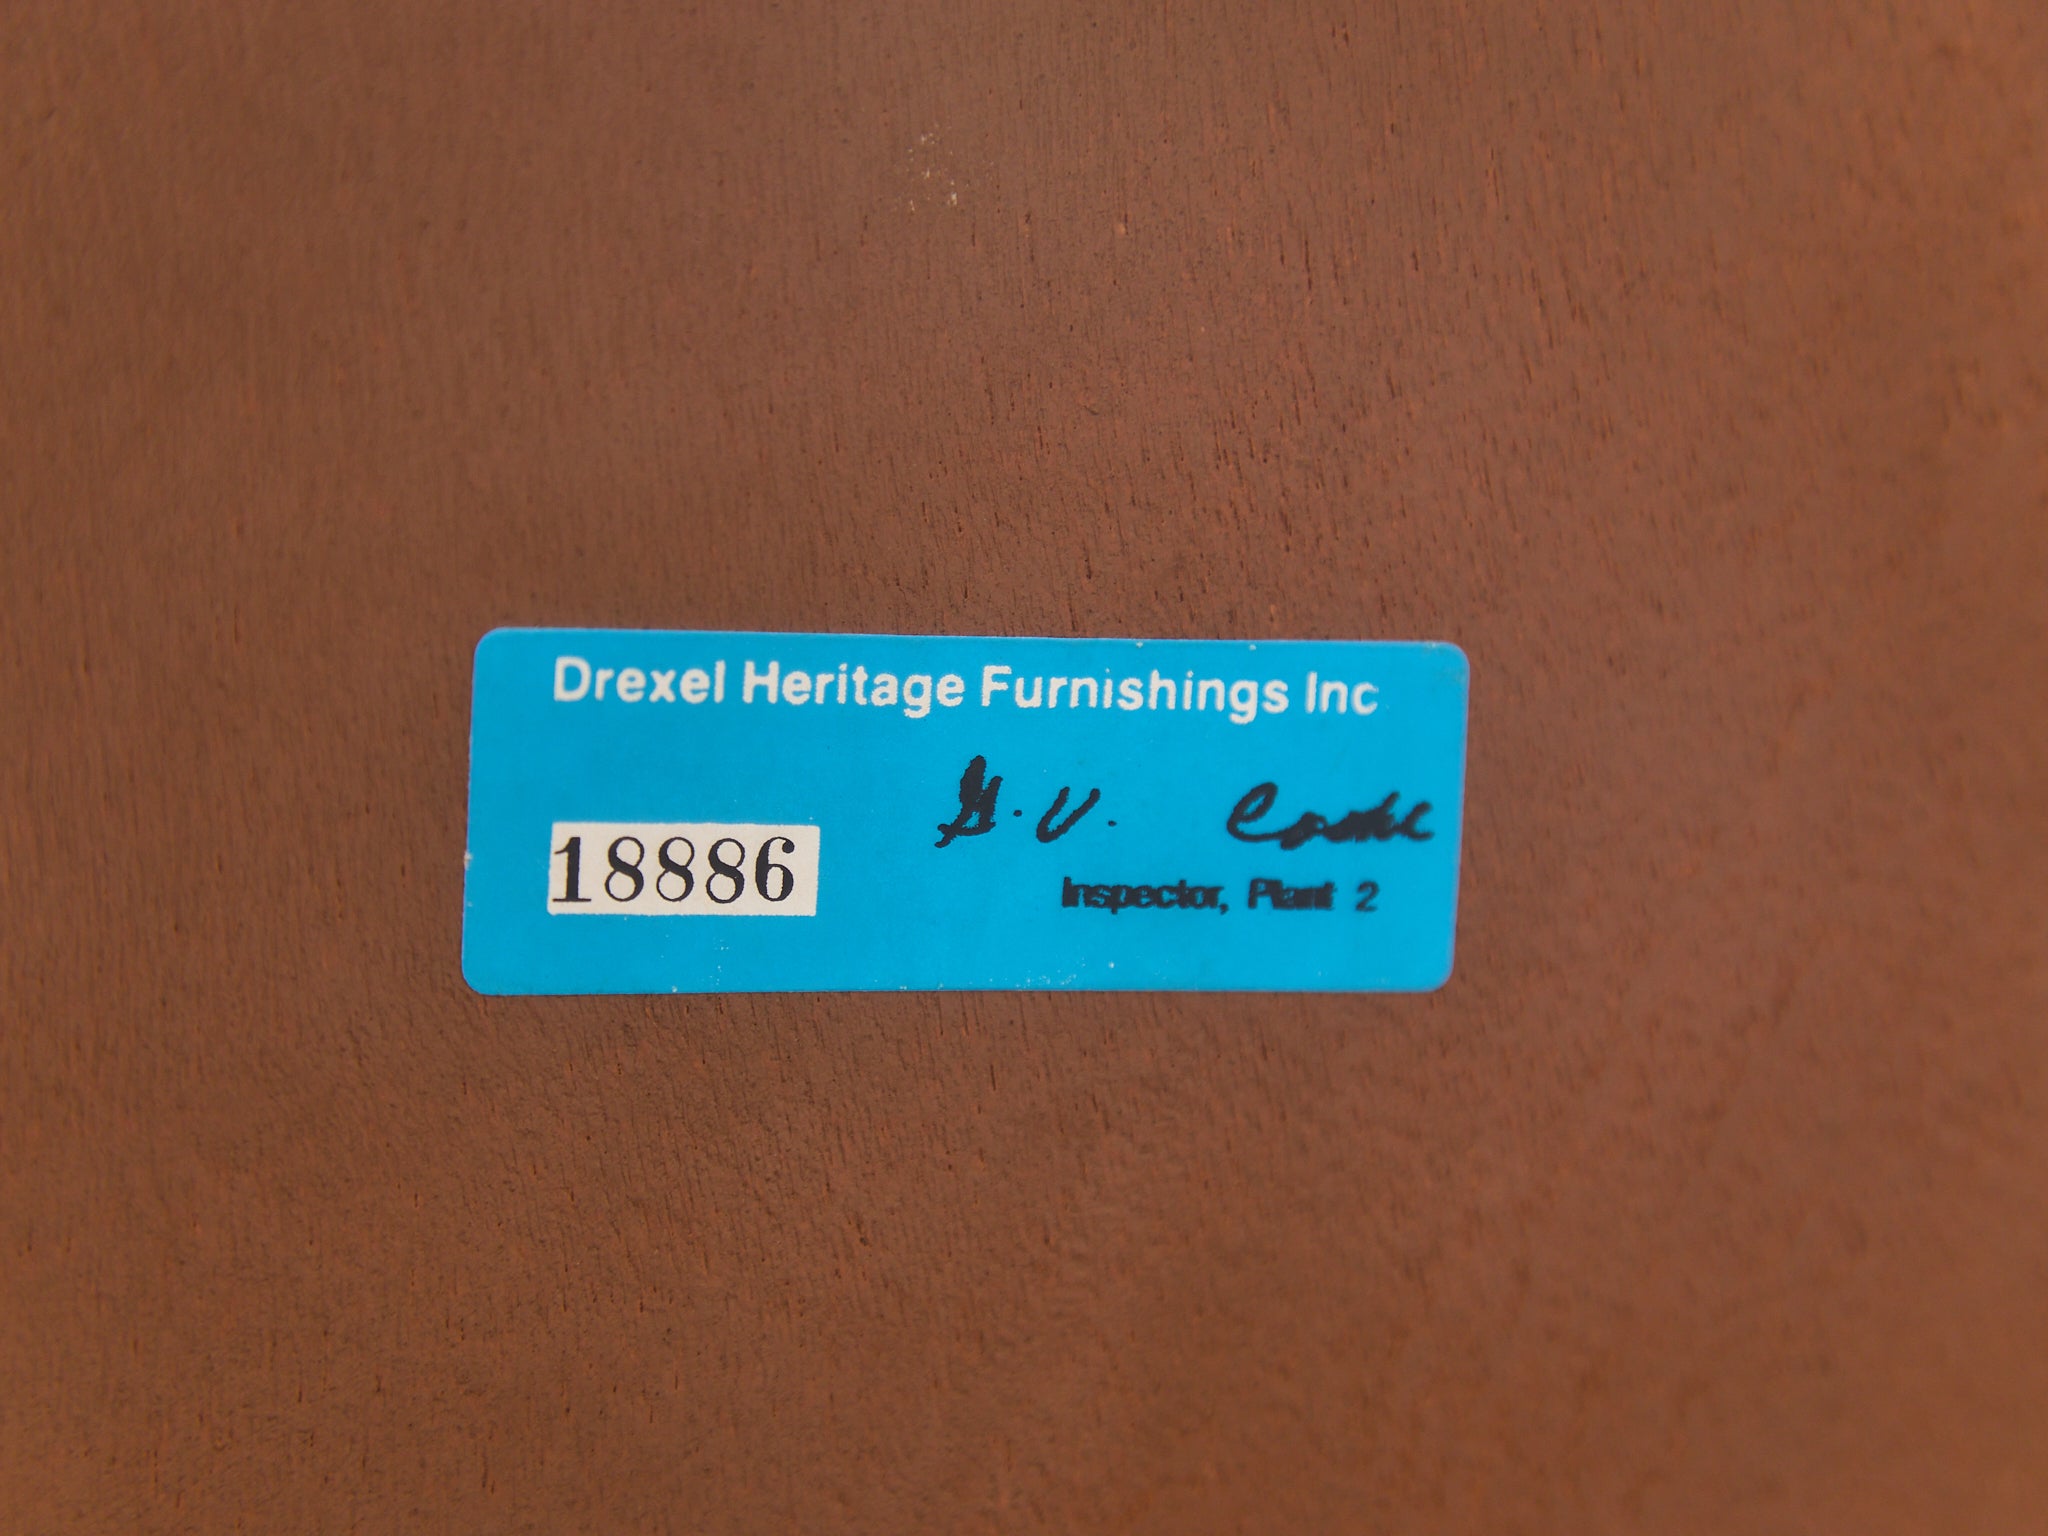 Drexel Heritage Furnishings Inc
18886
Inspector, Plant 2